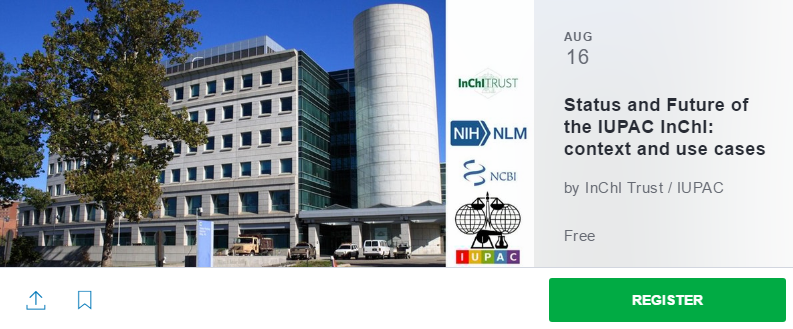 InChI TRUST
NIH NLM
NCBI
IUPAC
AUG
16
Status and Future of
the IUPAC InChI:
context and use cases
by InChI Trust / IUPAC
Free
REGISTER